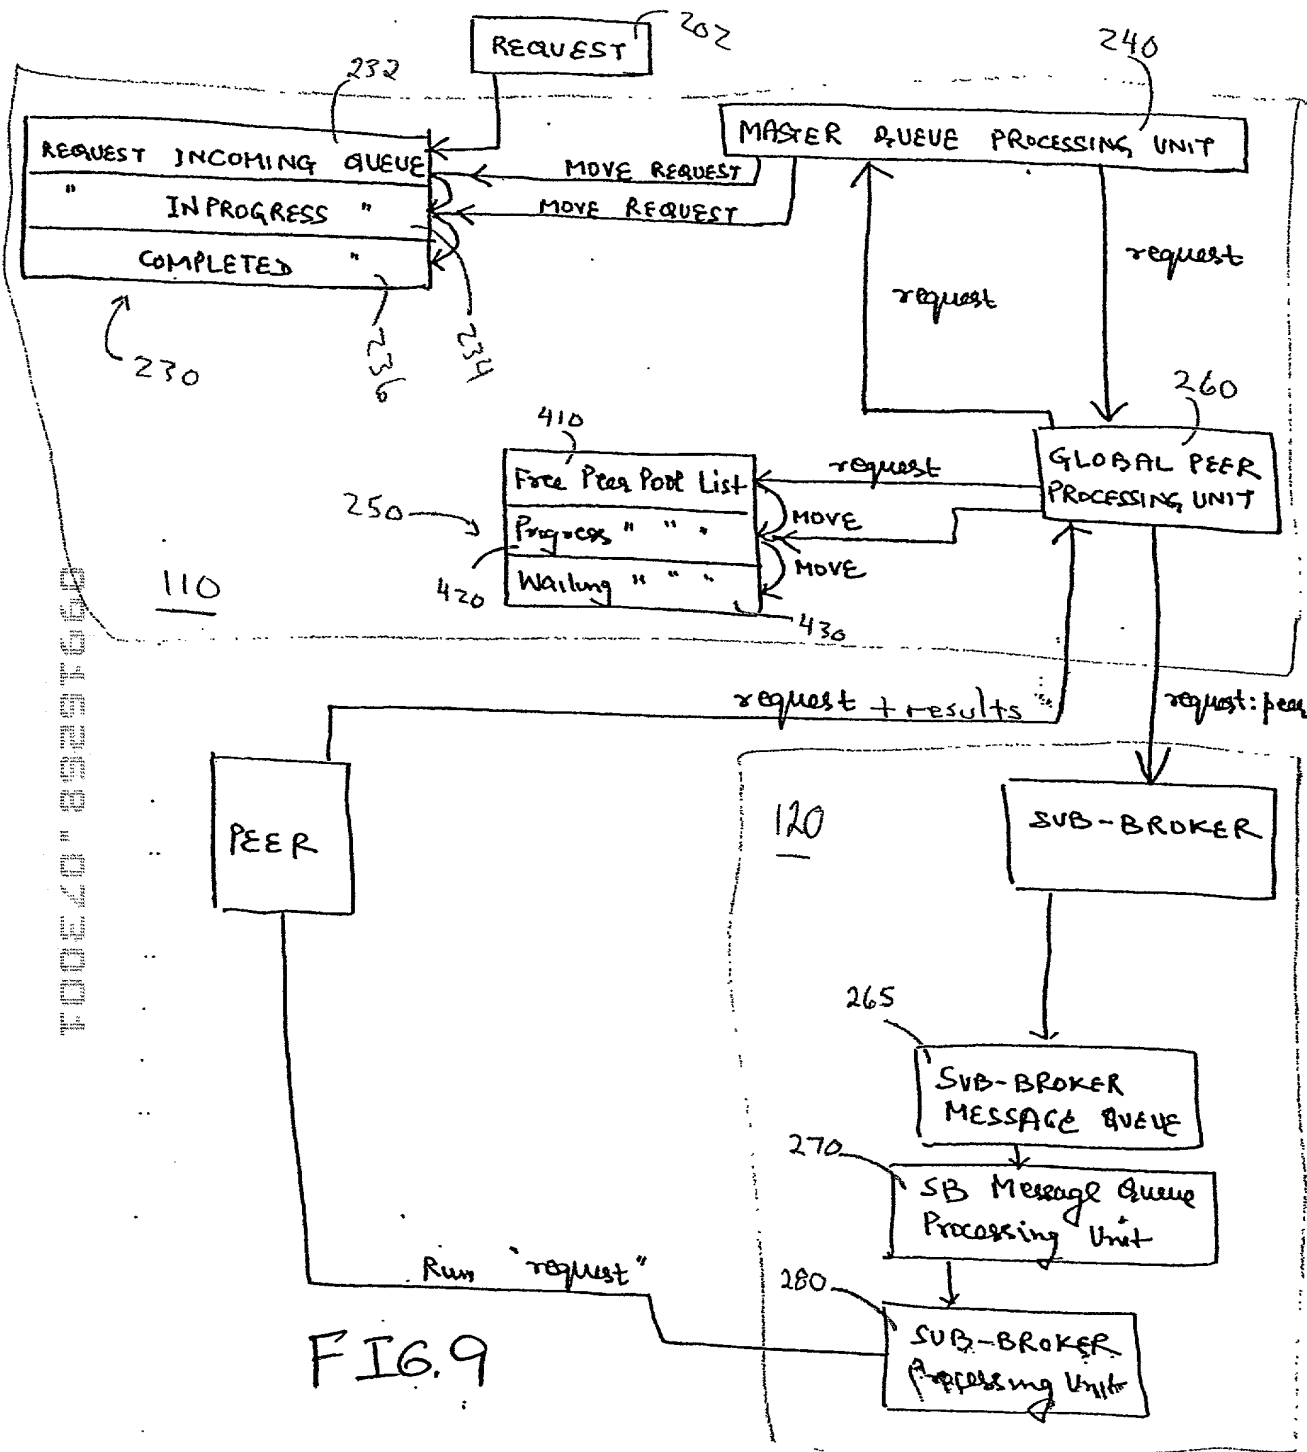 REQUEST
202
240
232
MASTER QUEUE PROCESSING UNIT
REQUEST INCOMING QUEUE
" INPROGRESS "
COMPLETED "
MOVE REQUEST
MOVE REQUEST
request
request
230
236
234
260
410
Free Peer Pool List
Progress " " "
Waiting " " "
250
420
430
request
MOVE
MOVE
GLOBAL PEER
PROCESSING UNIT
110
request + results
request: peer
PEER
120
SUB-BROKER
265
SUB-BROKER
MESSAGE QUEUE
270
SB Message Queue
Processing Unit
280
SUB-BROKER
Processing Unit
Run "request"
FIG. 9